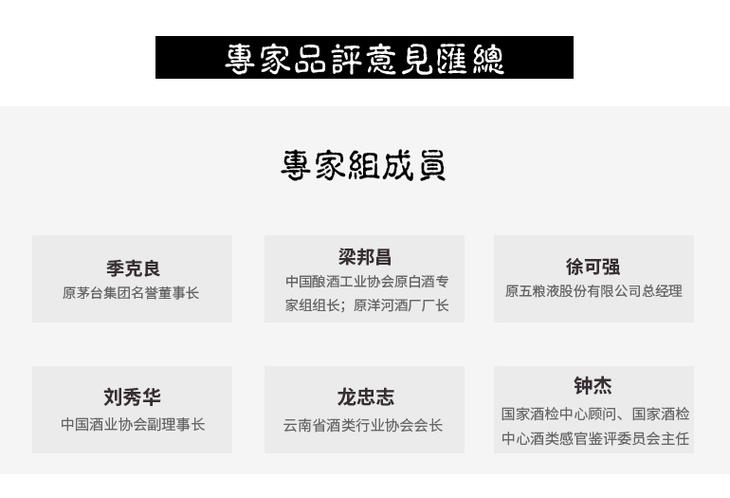 專家品評意見匯總
專家組成員
季克良
原茅台集团名誉董事长
梁邦昌
中国酿酒工业协会原白酒专
家组组长；原洋河酒厂厂长
徐可强
原五粮液股份有限公司总经理
刘秀华
中国酒业协会副理事长
龙忠志
云南省酒类行业协会会长
钟杰
国家酒检中心顾问、国家酒检
中心酒类感官鉴评委员会主任